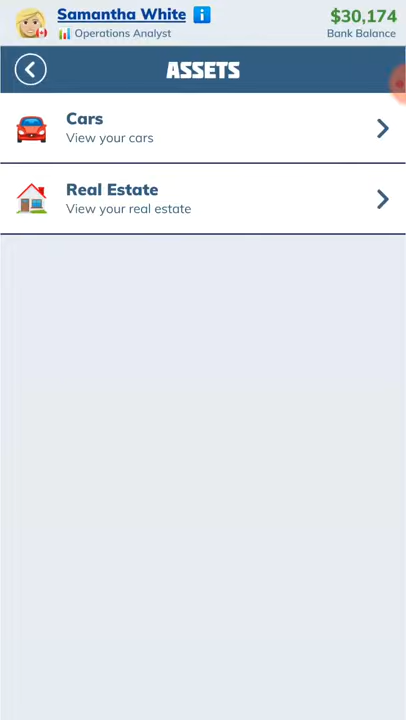 Samantha White
$30,174
Operations Analyst
Bank Balance
ASSETS
Cars
View your cars
Real Estate
View your real estate